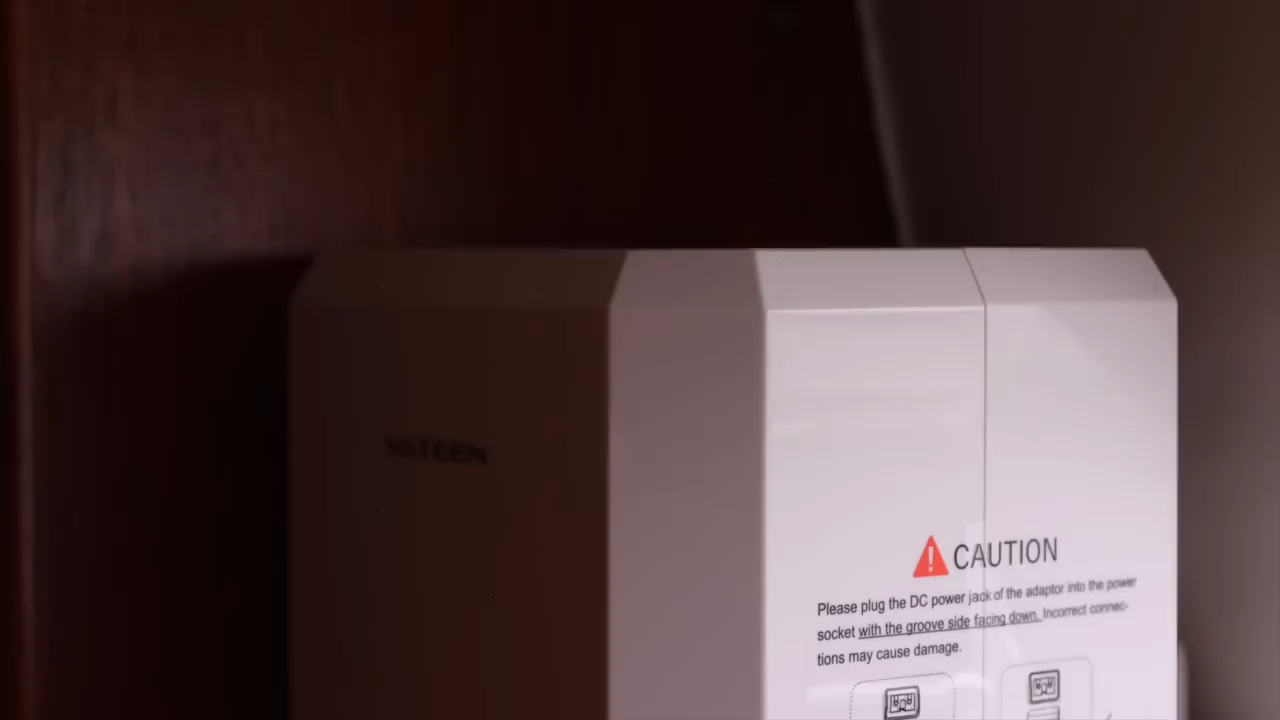 VATEEN
CAUTION
Please plug the DC power jack of the adaptor into the power
socket with the groove side facing down. Incorrect connec-
tions may cause damage.